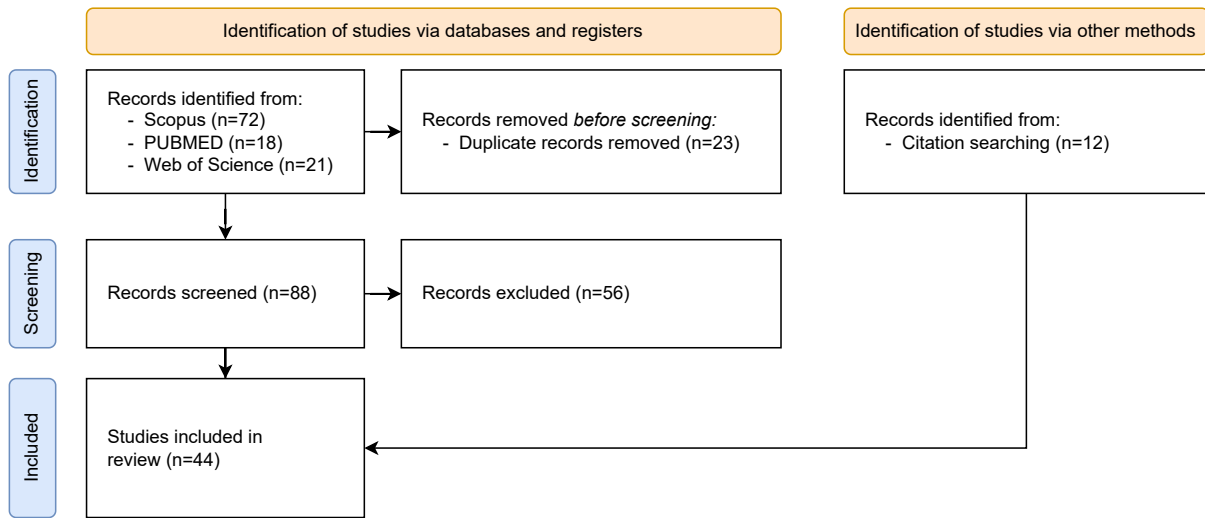 Identification of studies via databases and registers
Identification of studies via other methods
Identification
Records identified from:
- Scopus (n=72)
- PUBMED (n=18)
- Web of Science (n=21)
Records removed before screening:
- Duplicate records removed (n=23)
Records identified from:
- Citation searching (n=12)
Screening
Records screened (n=88)
Records excluded (n=56)
Included
Studies included in
review (n=44)